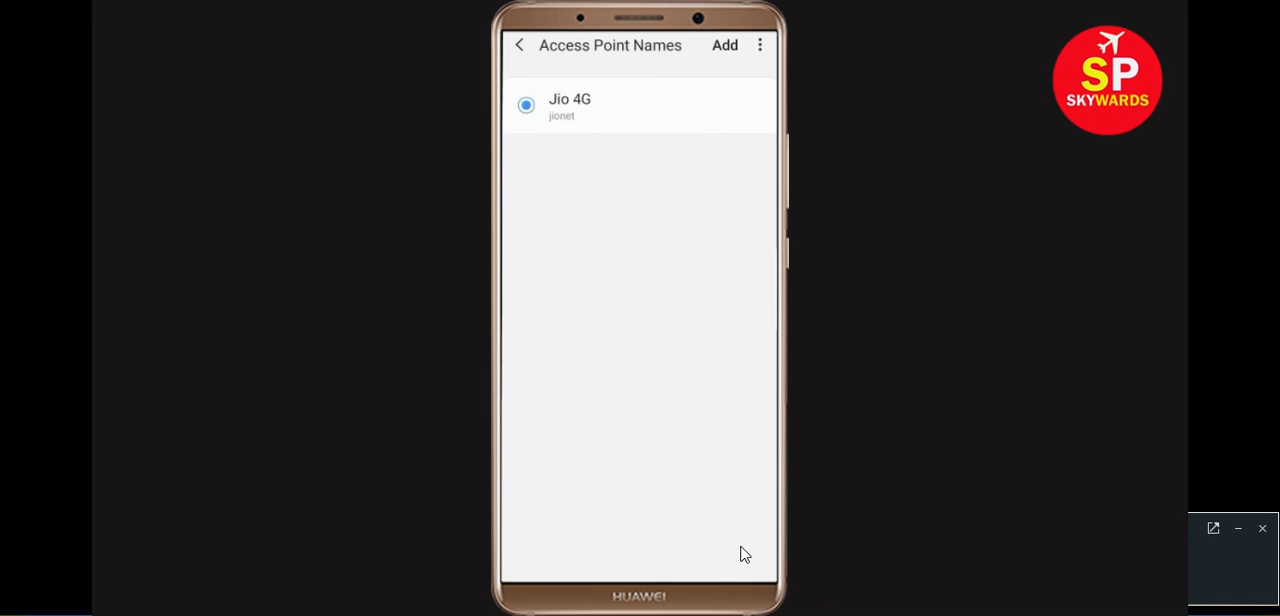 Access Point Names Add
Jio 4G
jionet
SP
SKYWARDS
HUAWEI